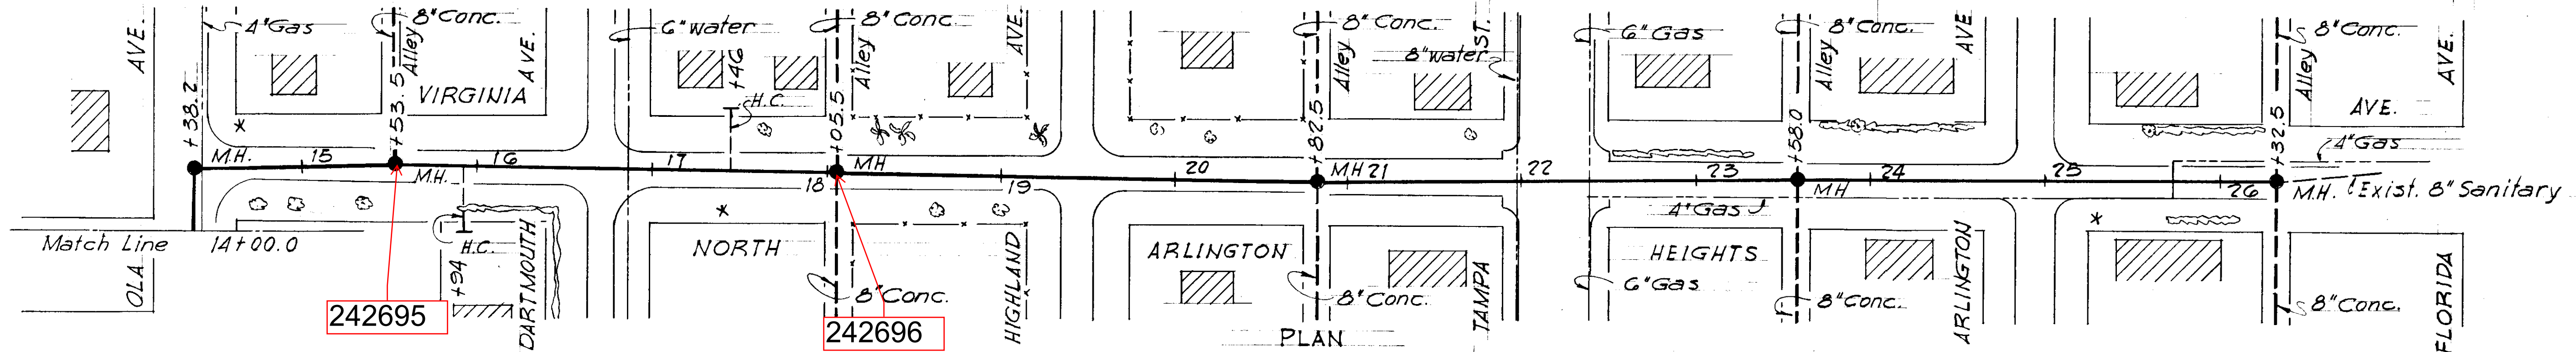 AVE.
4" Gas
8" Conc.
Alley
AVE.
6" Water
8" Conc.
Alley
AVE.
8" Conc.
Alley
8" Water
ST.
6" Gas
8" Conc.
Alley
AVE
8" Conc.
Alley
AVE.
+38.2
+53.5
VIRGINIA
+46
H.C.
+05.5
+82.5
+58.0
+32.5
AVE.
4" Gas
M.H.
15
M.H.
16
17
18
MH
19
20
MH 21
22
23
MH
24
25
26
M.H.
Exist. 8" Sanitary
Match Line 14+00.0
OLA
H.C.
+94
DARTMOUTH
NORTH
8" Conc.
HIGHLAND
ARLINGTON
8" Conc.
TAMPA
4" Gas
HEIGHTS
6" Gas
8" Conc.
ARLINGTON
8" Conc.
FLORIDA
242695
242696
PLAN